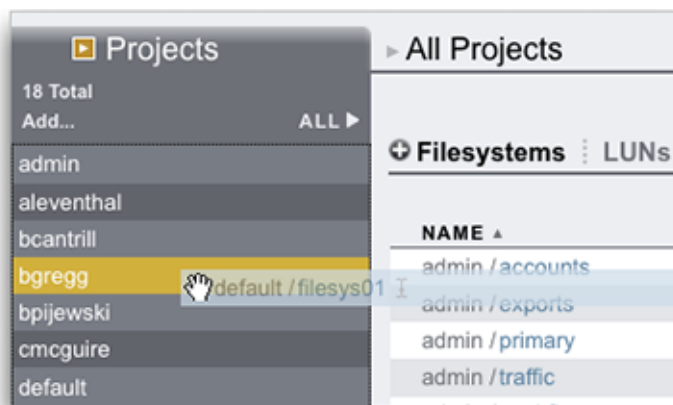 Projects
18 Total
Add...
ALL
admin
aleventhal
bcantrill
bgregg
bpijewski
cmcguire
default
All Projects
Filesystems
LUNs
NAME
admin / accounts
default / filesys01
admin / exports
admin / primary
admin / traffic